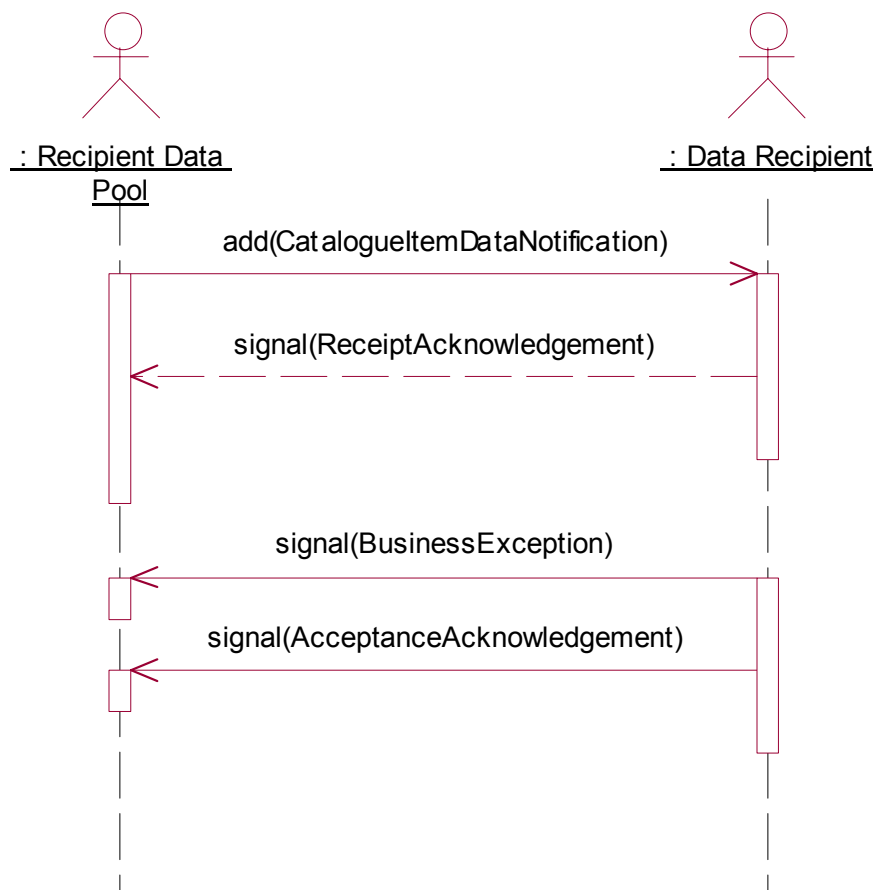 : Recipient Data
Pool
: Data Recipient
add(CatalogueItemDataNotification)
signal(ReceiptAcknowledgement)
signal(BusinessException)
signal(AcceptanceAcknowledgement)